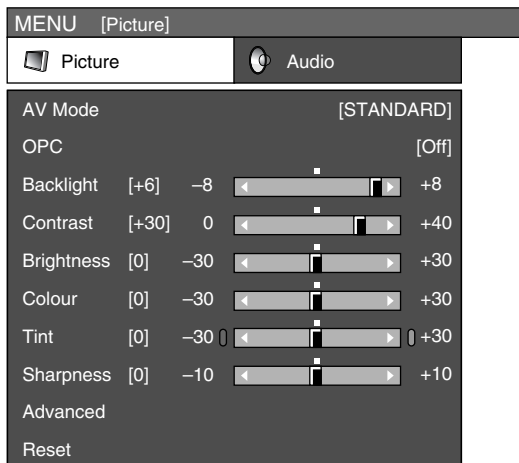 MENU [Picture]
Picture Audio
AV Mode [STANDARD]
OPC [Off]
Backlight [+6] –8 +8
Contrast [+30] 0 +40
Brightness [0] –30 +30
Colour [0] –30 +30
Tint [0] –30 +30
Sharpness [0] –10 +10
Advanced
Reset